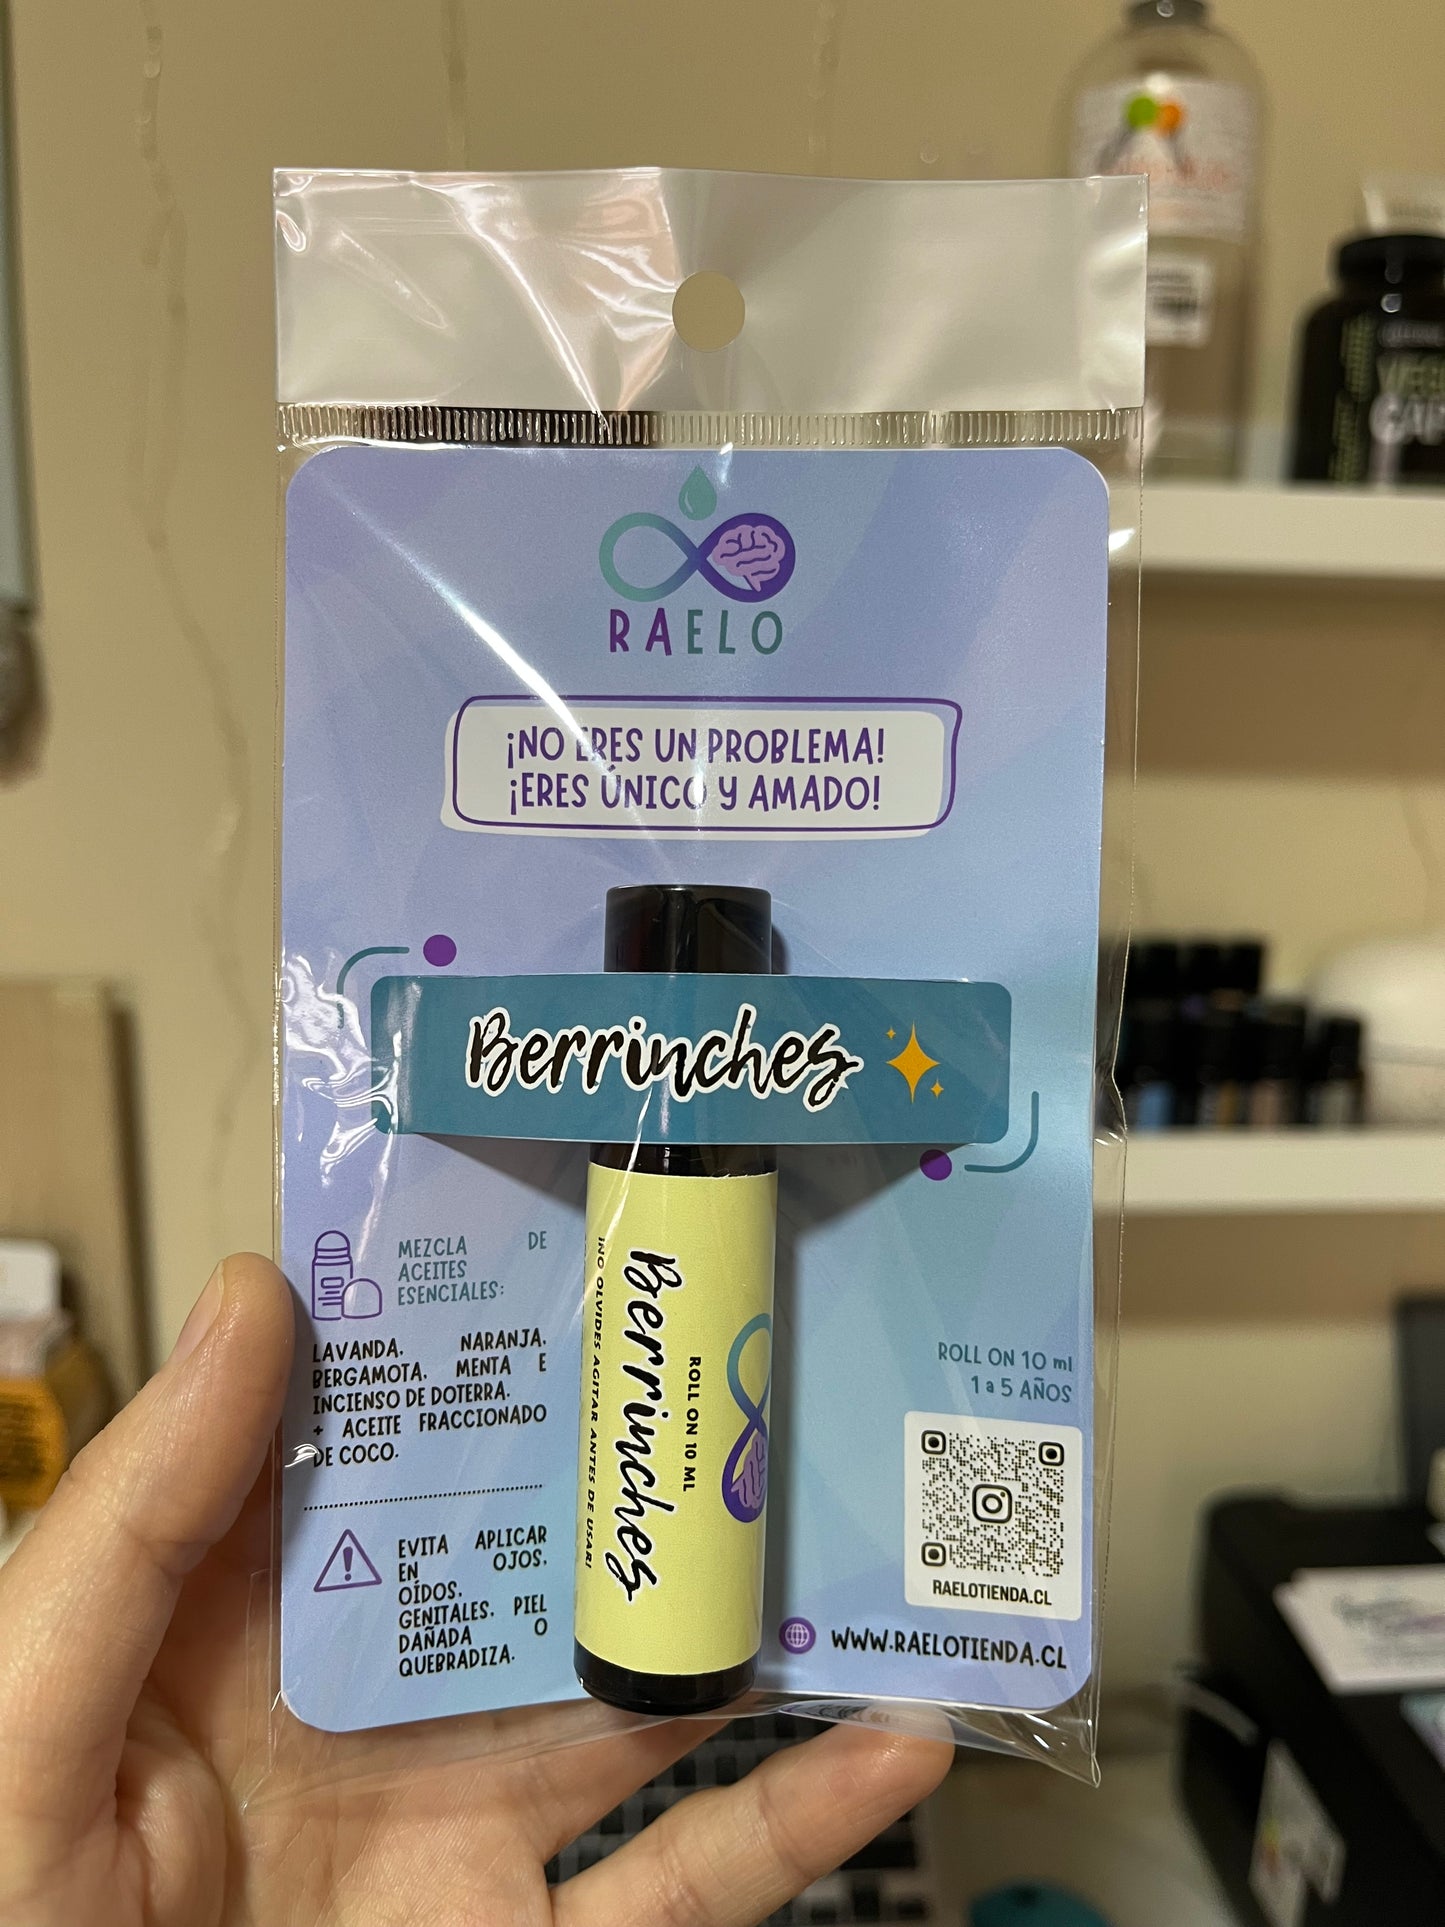 RAELO
¡NO ERES UN PROBLEMA!
¡ERES ÚNICO Y AMADO!
Berrinches
MEZCLA DE
ACEITES
ESENCIALES:
LAVANDA, NARANJA,
BERGAMOTA, MENTA E
INCIENSO DE DOTERRA.
+ ACEITE FRACCIONADO
DE COCO.
EVITA APLICAR
EN OJOS,
OÍDOS,
GENITALES, PIEL
DAÑADA O
QUEBRADIZA.
ROLL ON 10 ML
Berrinches
¡NO OLVIDES AGITAR ANTES DE USAR!
ROLL ON 10 ml
1 a 5 AÑOS
RAELOTIENDA.CL
WWW.RAELOTIENDA.CL